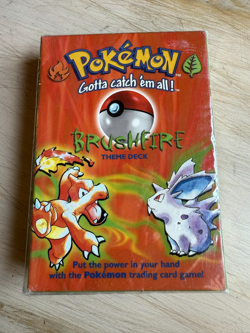 POKéMON
Gotta catch 'em all!™
BRUSHFIRE
THEME DECK
Put the power in your hand
with the Pokémon trading card game!